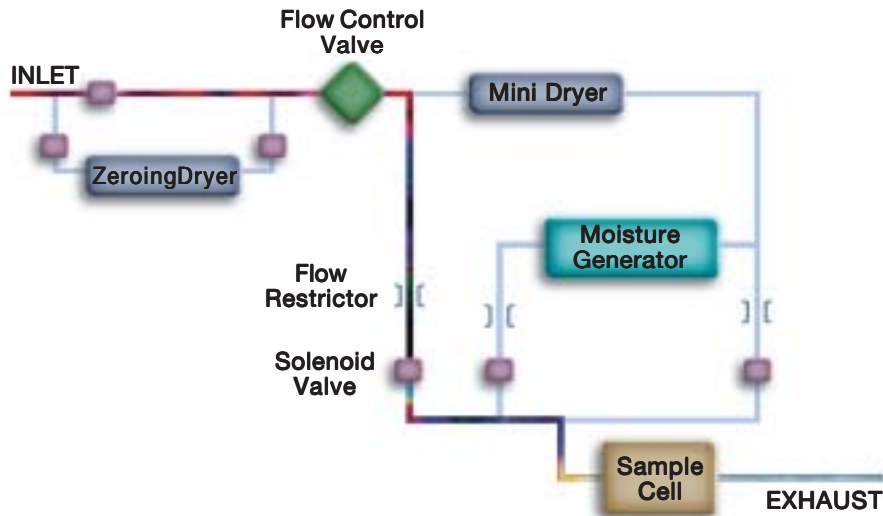 Flow Control
Valve
INLET
Mini Dryer
ZeroingDryer
Moisture
Generator
Flow
Restrictor
Solenoid
Valve
Sample
Cell
EXHAUST